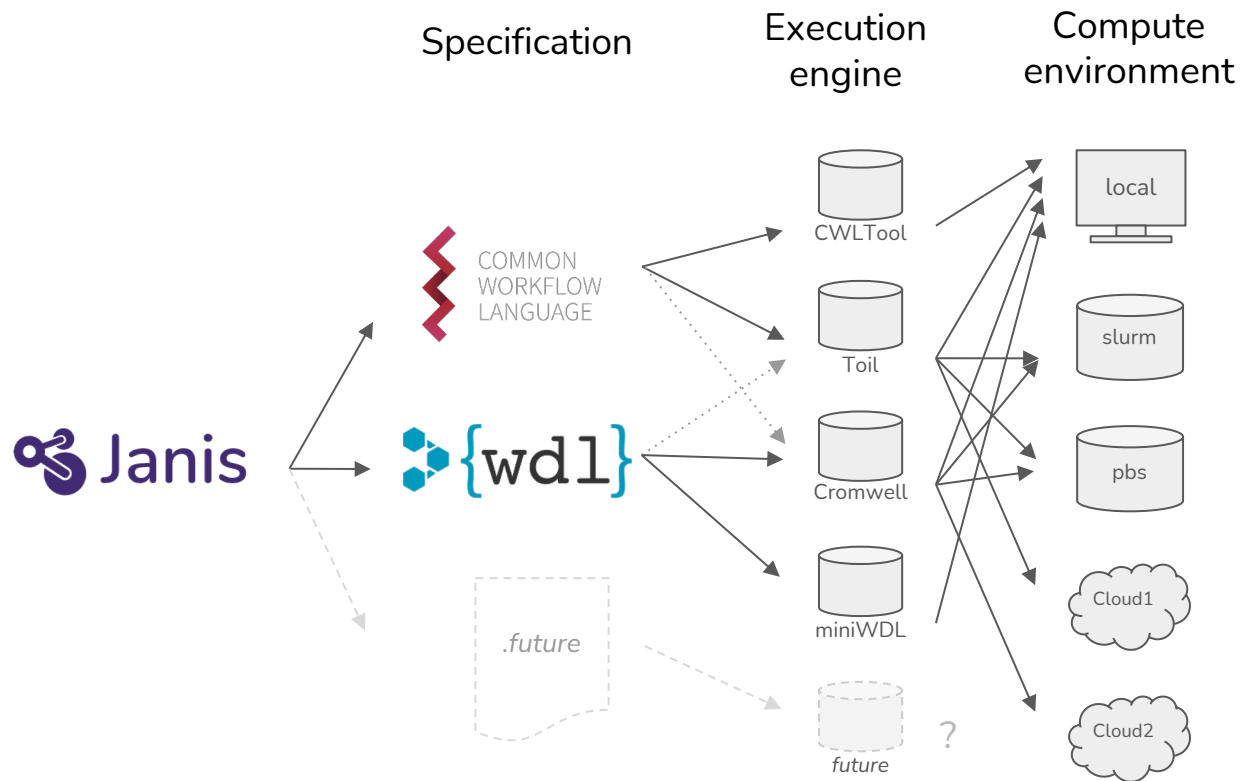 Specification
Execution
engine
Compute
environment
COMMON
WORKFLOW
LANGUAGE
Janis
{wdl}
.future
CWLTool
Toil
Cromwell
miniWDL
future
?
local
slurm
pbs
Cloud1
Cloud2